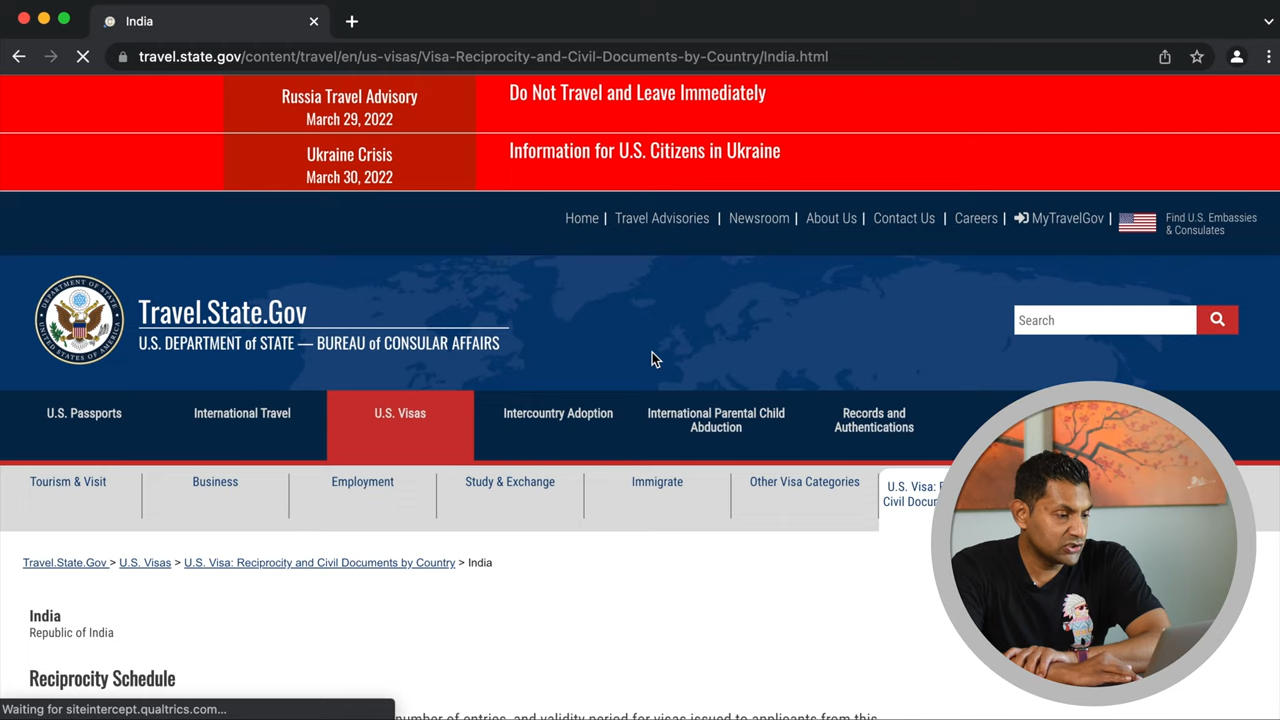 India
travel.state.gov/content/travel/en/us-visas/Visa-Reciprocity-and-Civil-Documents-by-Country/India.html
Russia Travel Advisory
March 29, 2022
Do Not Travel and Leave Immediately
Ukraine Crisis
March 30, 2022
Information for U.S. Citizens in Ukraine
Home | Travel Advisories | Newsroom | About Us | Contact Us | Careers | MyTravelGov |
Find U.S. Embassies
& Consulates
Travel.State.Gov
U.S. DEPARTMENT of STATE — BUREAU of CONSULAR AFFAIRS
Search
U.S. Passports
International Travel
U.S. Visas
Intercountry Adoption
International Parental Child
Abduction
Records and
Authentications
Tourism & Visit
Business
Employment
Study & Exchange
Immigrate
Other Visa Categories
U.S. Visa:
Civil
Travel.State.Gov > U.S. Visas > U.S. Visa: Reciprocity and Civil Documents by Country > India
India
Republic of India
Reciprocity Schedule
Waiting for siteintercept.qualtrics.com...
number of entries, and validity period for visas issued to applicants from this